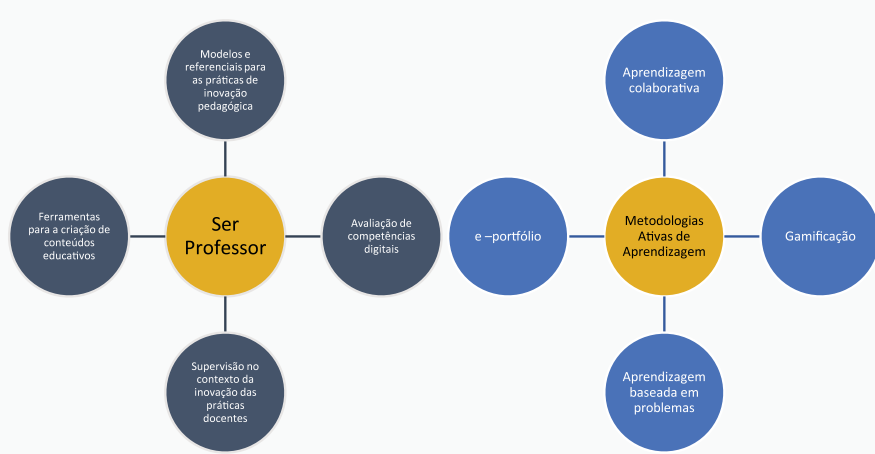 Modelos e
referenciais para
as práticas de
inovação
pedagógica
Ferramentas
para a criação de
conteúdos
educativos
Ser
Professor
Avaliação de
competências
digitais
Supervisão no
contexto da
inovação das
práticas
docentes
Aprendizagem
colaborativa
e –portfólio
Metodologias
Ativas de
Aprendizagem
Gamificação
Aprendizagem
baseada em
problemas